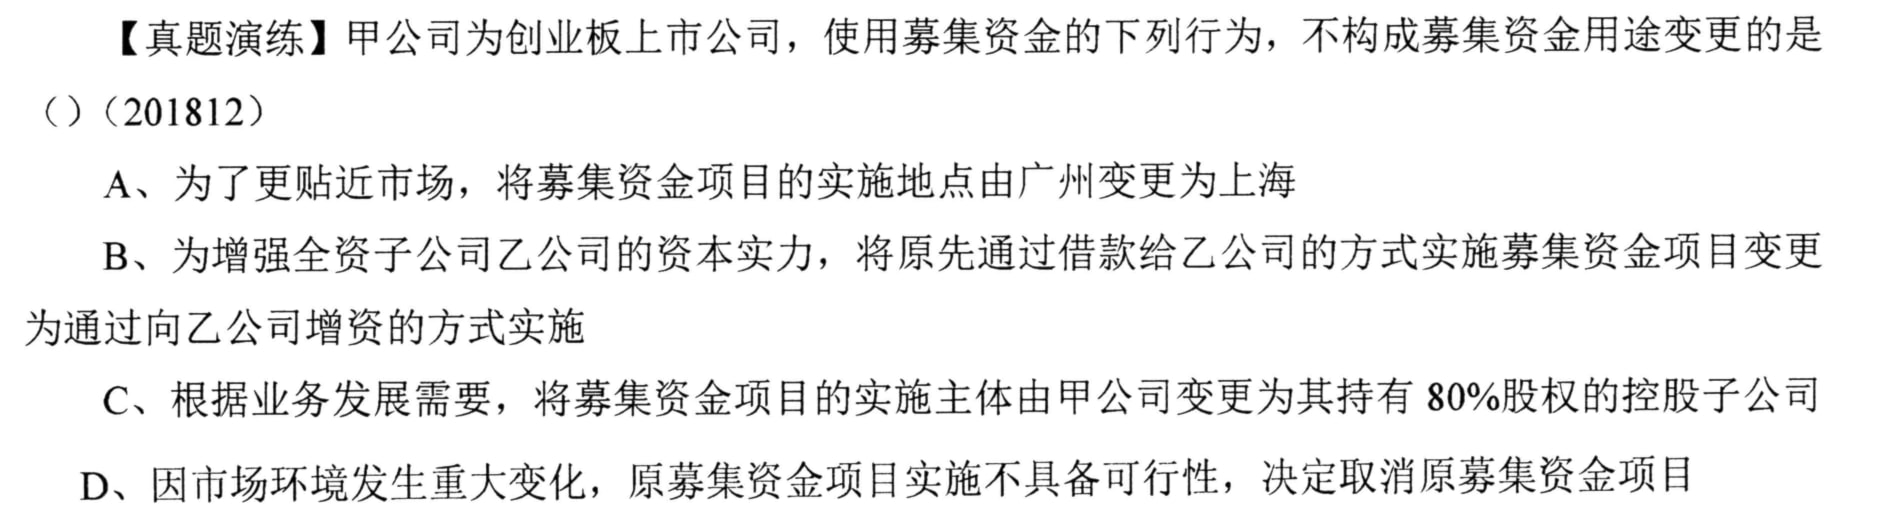 【真题演练】甲公司为创业板上市公司，使用募集资金的下列行为，不构成募集资金用途变更的是
（）（201812）
A、为了更贴近市场，将募集资金项目的实施地点由广州变更为上海
B、为增强全资子公司乙公司的资本实力，将原先通过借款给乙公司的方式实施募集资金项目变更
为通过向乙公司增资的方式实施
C、根据业务发展需要，将募集资金项目的实施主体由甲公司变更为其持有 80%股权的控股子公司
D、因市场环境发生重大变化，原募集资金项目实施不具备可行性，决定取消原募集资金项目